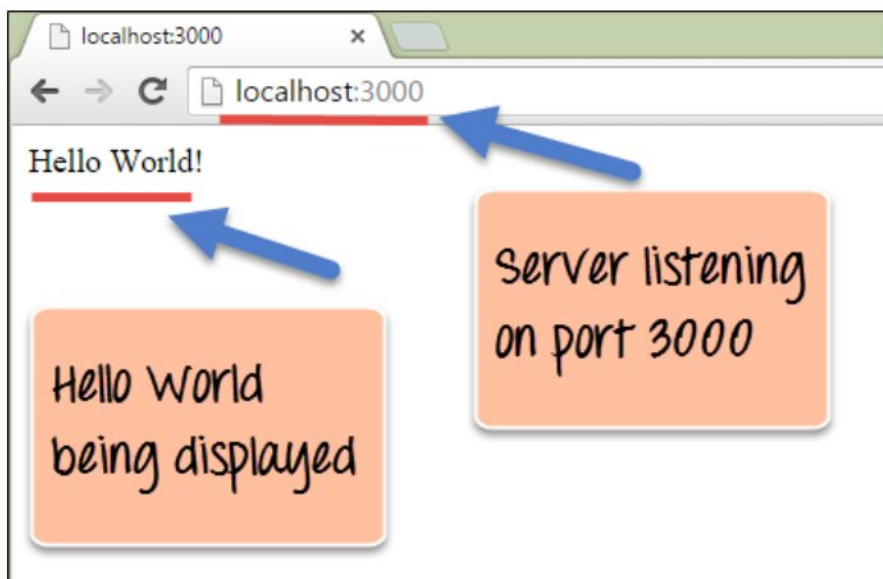 localhost:3000
localhost:3000
Hello World!
Server listening
on port 3000
Hello World
being displayed